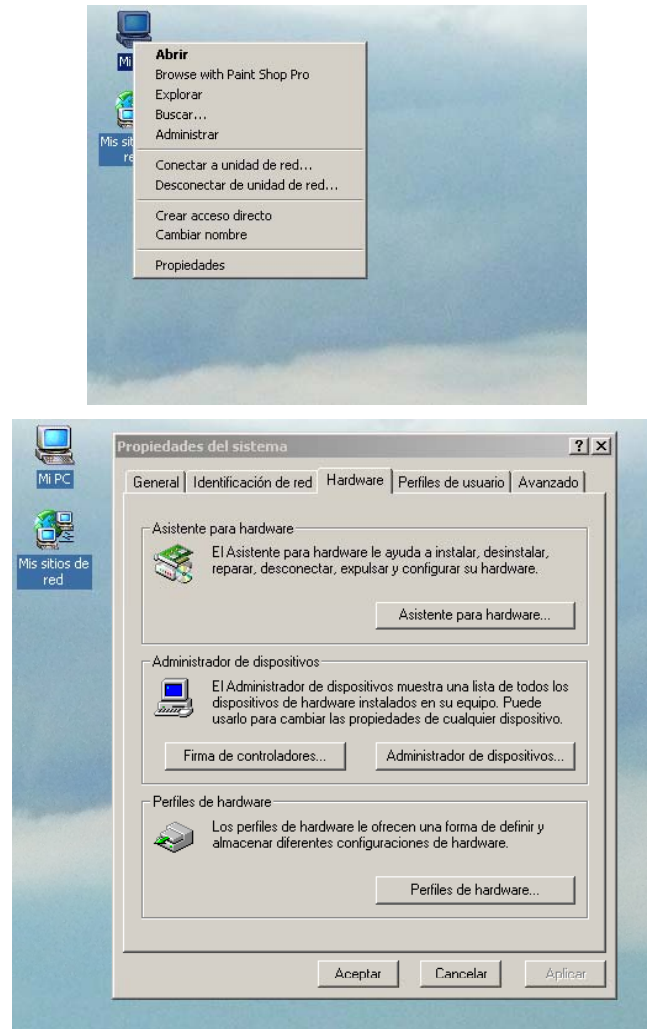 Mi
Abrir
Browse with Paint Shop Pro
Explorar
Buscar...
Administrar
Mis
Conectar a unidad de red...
Desconectar de unidad de red...
Crear acceso directo
Cambiar nombre
Propiedades
Mi PC
Mis sitios de
red
Propiedades del sistema
General
Identificación de red
Hardware
Perfiles de usuario
Avanzado
Asistente para hardware
El Asistente para hardware le ayuda a instalar, desinstalar,
reparar, desconectar, expulsar y configurar su hardware.
Asistente para hardware...
Administrador de dispositivos
El Administrador de dispositivos muestra una lista de todos los
dispositivos de hardware instalados en su equipo. Puede
usarlo para cambiar las propiedades de cualquier dispositivo.
Firma de controladores...
Administrador de dispositivos...
Perfiles de hardware
Los perfiles de hardware le ofrecen una forma de definir y
almacenar diferentes configuraciones de hardware.
Perfiles de hardware...
Aceptar
Cancelar
Aplicar